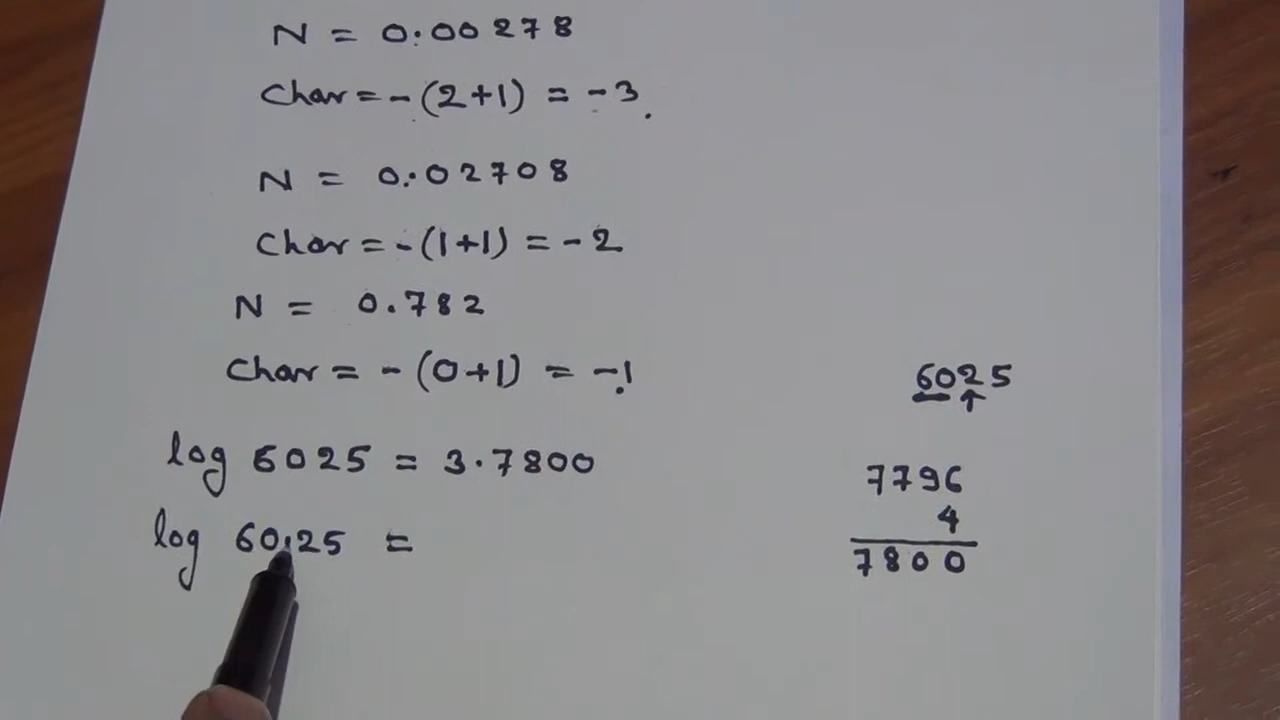 N = 0.00278
Char = -(2+1) = -3.
N = 0.02708
Char = -(1+1) = -2
N = 0.782
Char = -(0+1) = -1
log 6025 = 3.7800
log 60.25 =
6025
↑
7796
4
7800